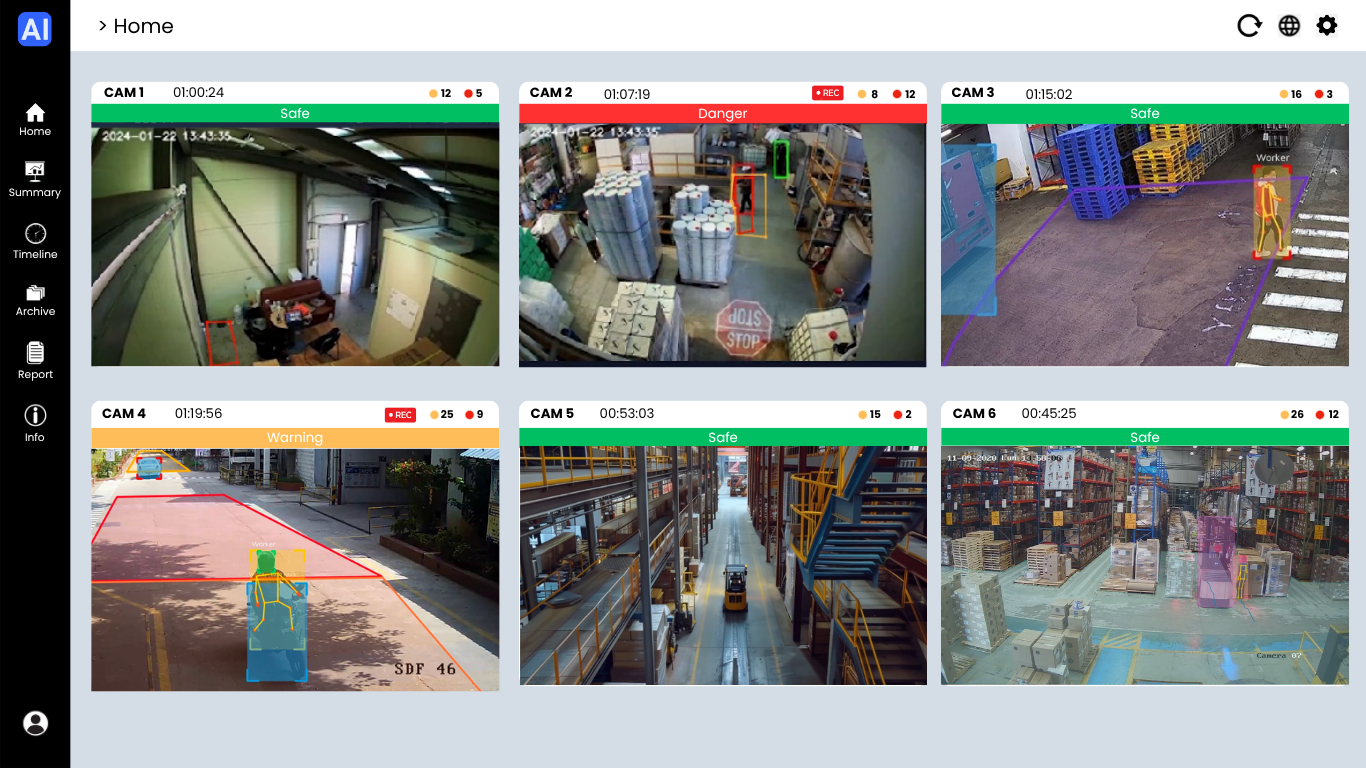 AI
> Home
Home
Summary
Timeline
Archive
Report
Info
CAM 1 01:00:24 12 5
Safe
2024-01-22 13:43:35
CAM 2 01:07:19 REC 8 12
Danger
2024-01-22 13:43:35
STOP
STOP
CAM 3 01:15:02 16 3
Safe
Worker
CAM 4 01:19:56 REC 25 9
Warning
Worker
SDF 46
CAM 5 00:53:03 15 2
Safe
CAM 6 00:45:25 26 12
Safe
Camera 07